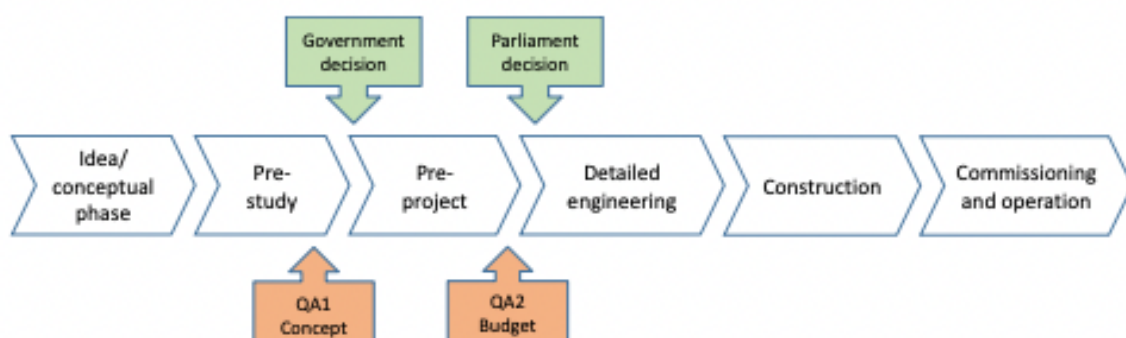 Government
decision
Parliament
decision
Idea/
conceptual
phase
Pre-
study
Pre-
project
Detailed
engineering
Construction
Commissioning
and operation
QA1
Concept
QA2
Budget